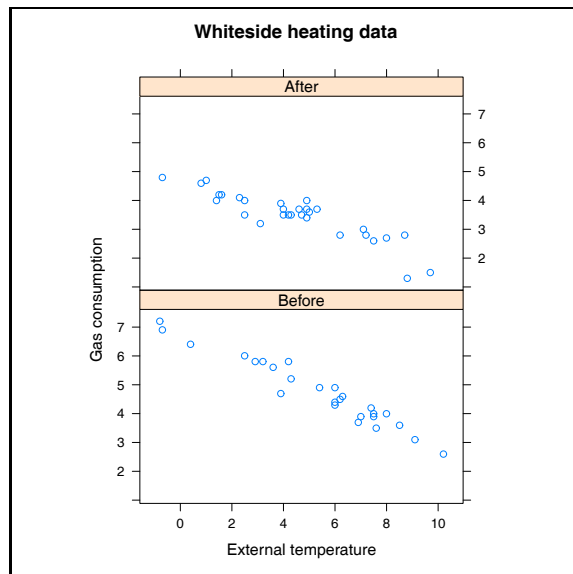 Whiteside heating data
After
7
6
5
4
3
2
Before
7
6
5
4
3
2
Gas consumption
0 2 4 6 8 10
External temperature